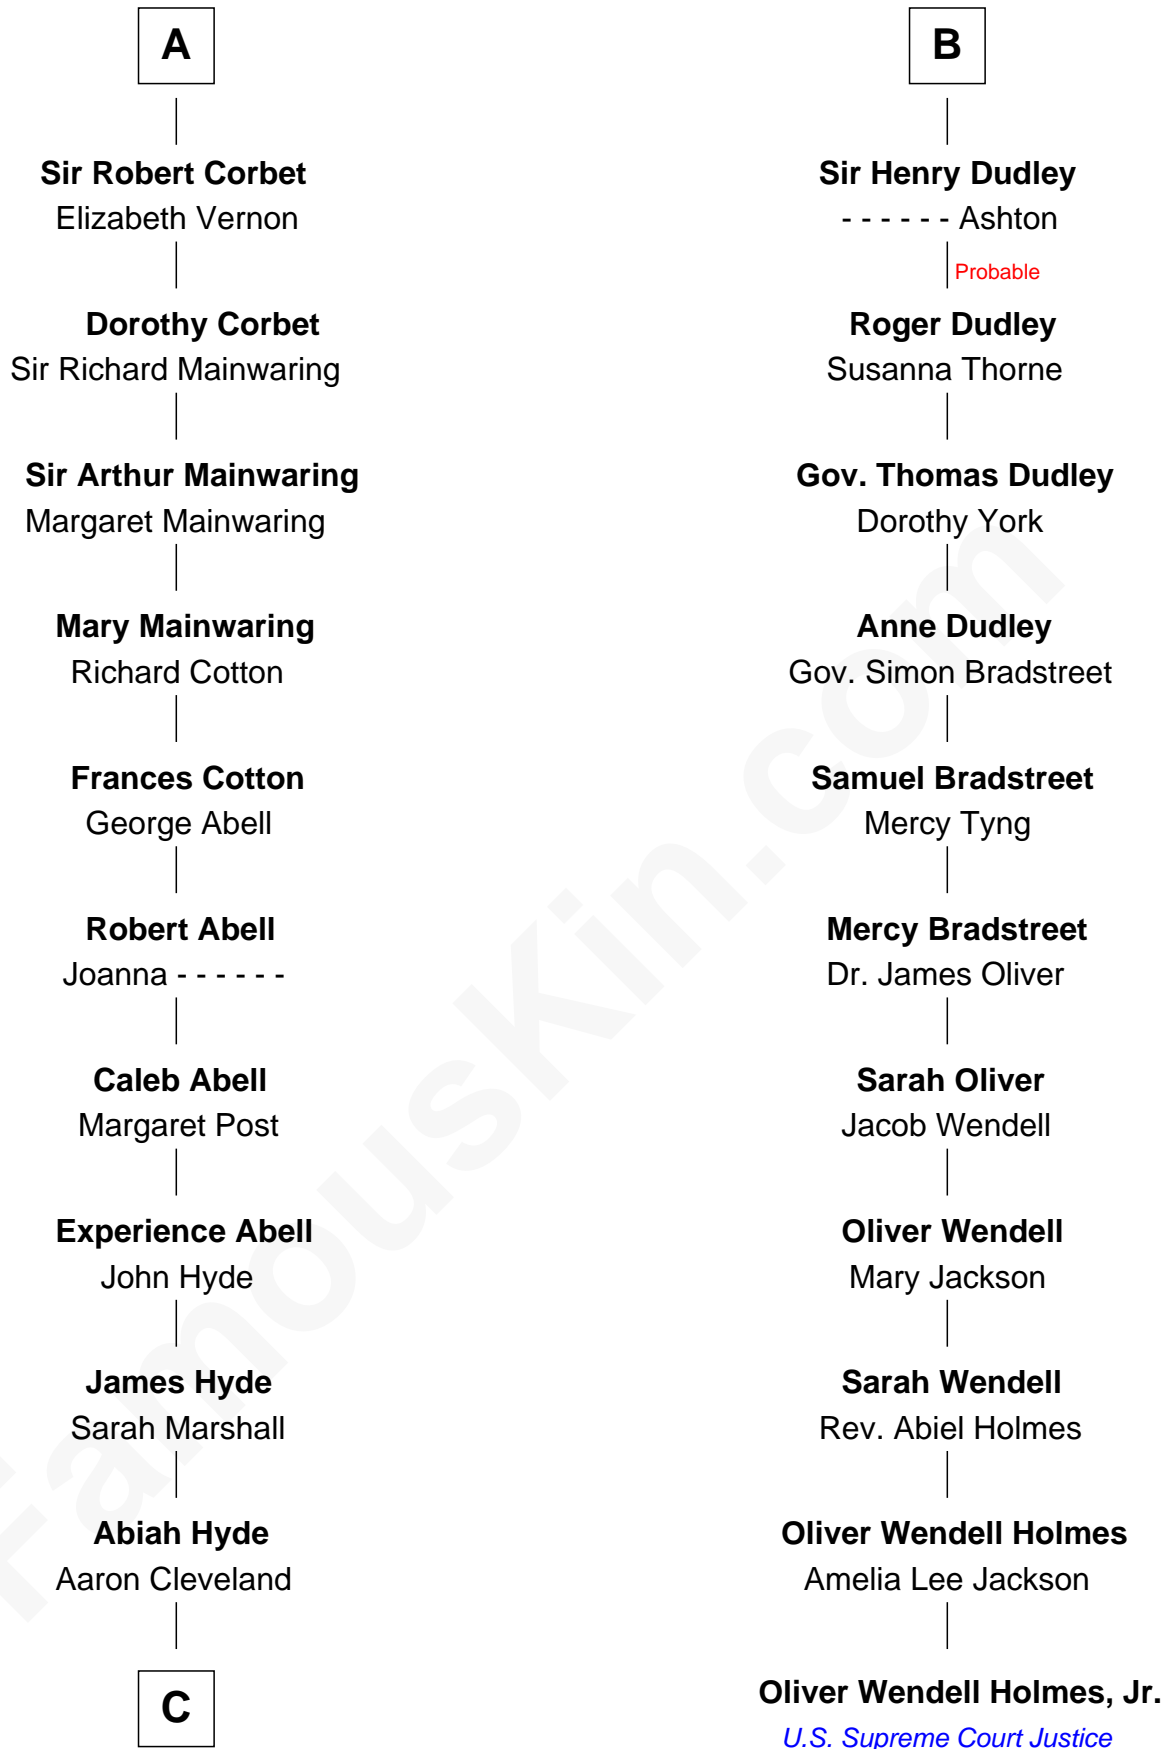 A
Sir Robert Corbet
Elizabeth Vernon
Dorothy Corbet
Sir Richard Mainwaring
Sir Arthur Mainwaring
Margaret Mainwaring
Mary Mainwaring
Richard Cotton
Frances Cotton
George Abell
Robert Abell
Joanna - - - - - -
Caleb Abell
Margaret Post
Experience Abell
John Hyde
James Hyde
Sarah Marshall
Abiah Hyde
Aaron Cleveland
C
B
Sir Henry Dudley
- - - - - - Ashton
Probable
Roger Dudley
Susanna Thorne
Gov. Thomas Dudley
Dorothy York
Anne Dudley
Gov. Simon Bradstreet
Samuel Bradstreet
Mercy Tyng
Mercy Bradstreet
Dr. James Oliver
Sarah Oliver
Jacob Wendell
Oliver Wendell
Mary Jackson
Sarah Wendell
Rev. Abiel Holmes
Oliver Wendell Holmes
Amelia Lee Jackson
Oliver Wendell Holmes, Jr.
U.S. Supreme Court Justice
FamousKin.com